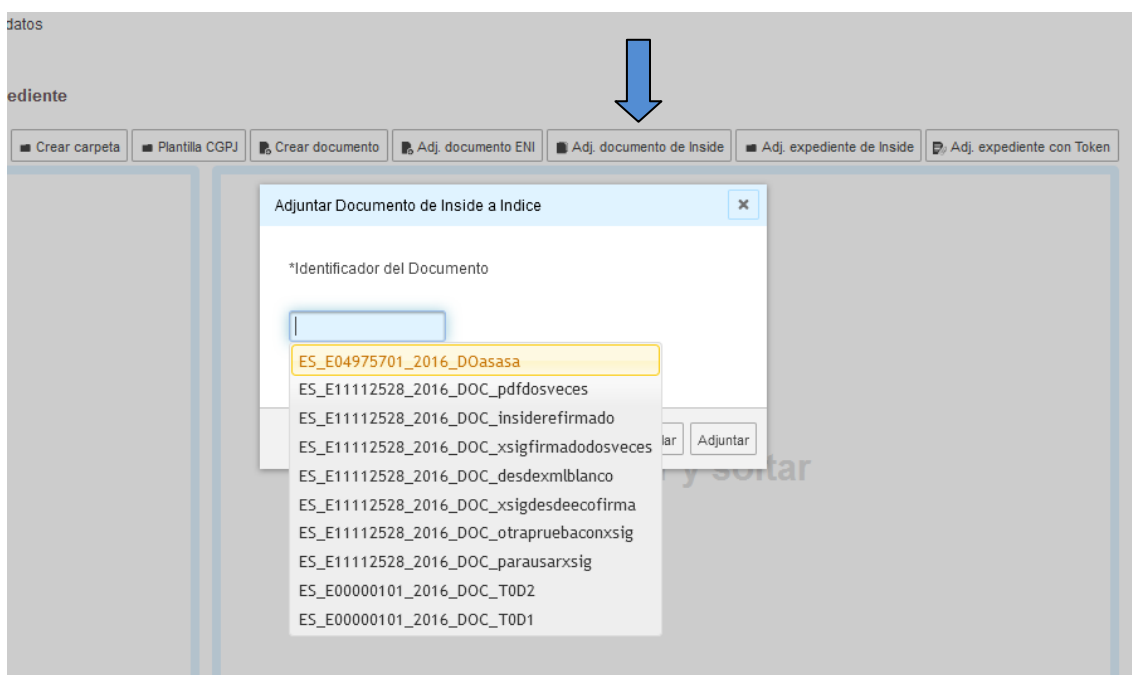 datos
ediente
Crear carpeta Plantilla CGPJ Crear documento Adj. documento ENI Adj. documento de Inside Adj. expediente de Inside Adj. expediente con Token
Adjuntar Documento de Inside a Indice
*Identificador del Documento
ES_E04975701_2016_DOasasa
ES_E11112528_2016_DOC_pdfdosveces
ES_E11112528_2016_DOC_insiderefirmado
ES_E11112528_2016_DOC_xsigfirmadodosveces
lar Adjuntar
y soltar
ES_E11112528_2016_DOC_desdexmlblanco
ES_E11112528_2016_DOC_xsigdesdeecofirma
ES_E11112528_2016_DOC_otrapruebaconxsig
ES_E11112528_2016_DOC_parausarxsig
ES_E00000101_2016_DOC_T0D2
ES_E00000101_2016_DOC_T0D1